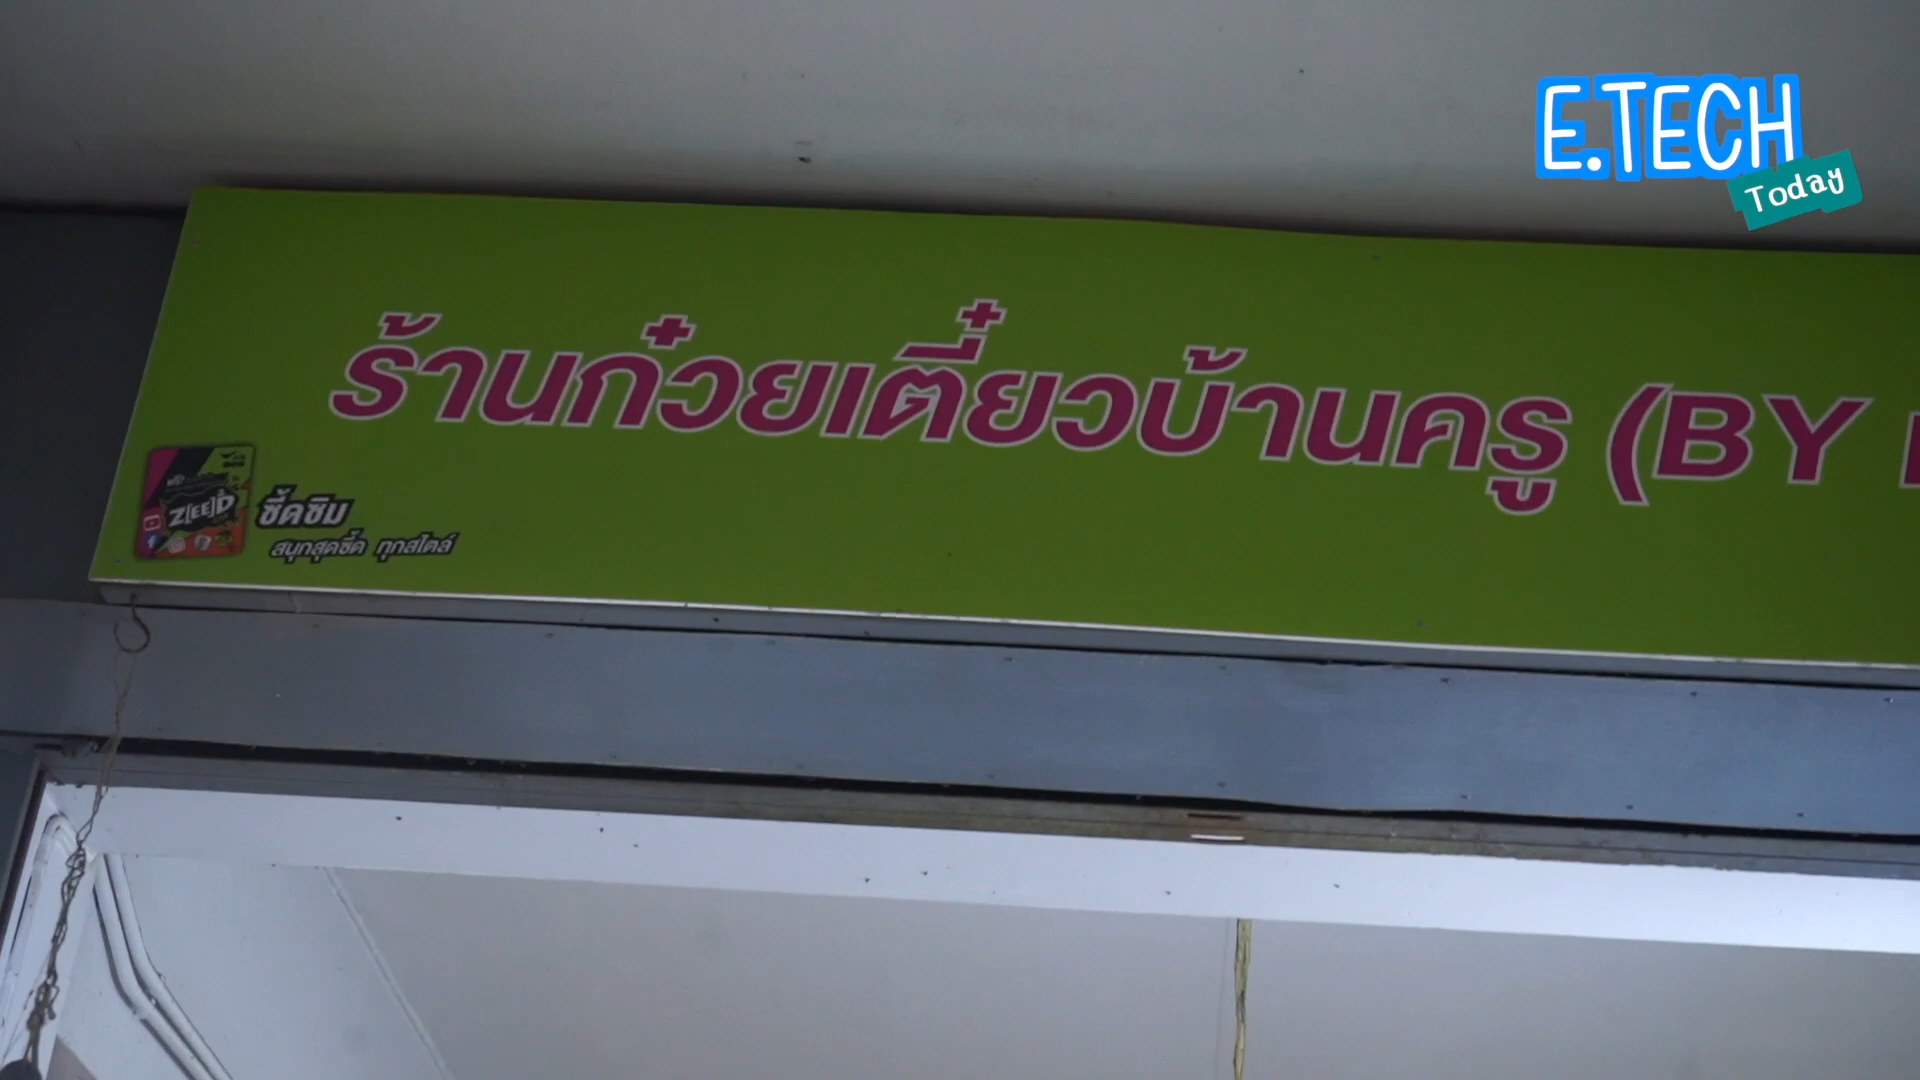 E.TECH
Today
ร้านก๋วยเตี๋ยวบ้านครู (BY
Z[EE]D
ซี้ดซิม
สนุกสุดซี้ด ทุกสไตล์